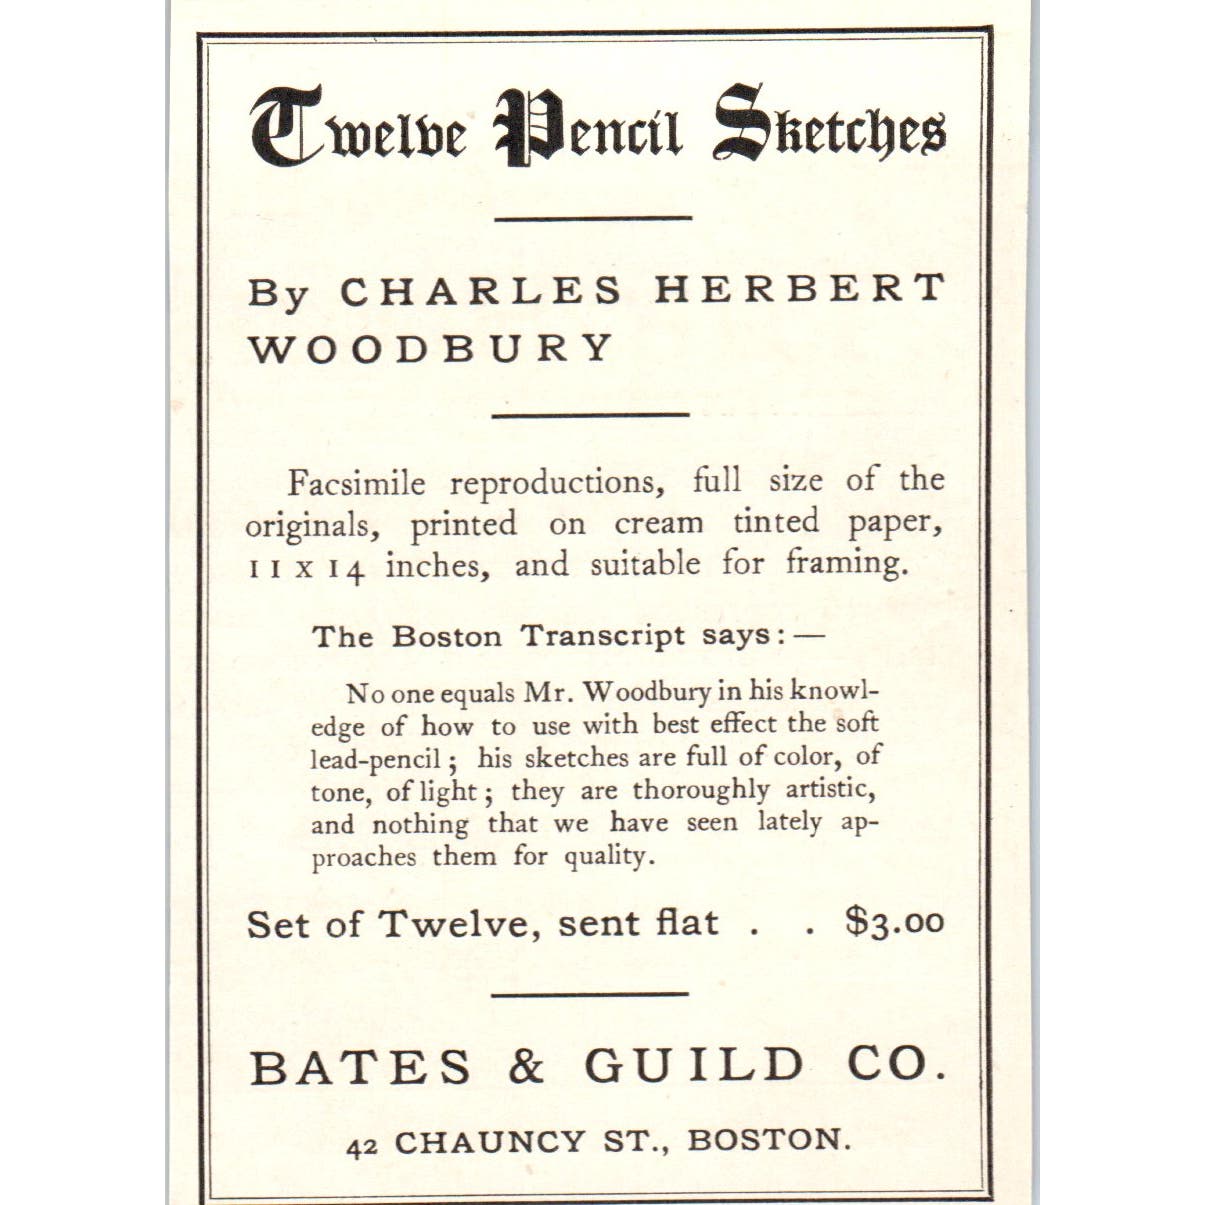 Twelve Pencil Sketches
By CHARLES HERBERT
WOODBURY
Facsimile reproductions, full size of the
originals, printed on cream tinted paper,
11 x 14 inches, and suitable for framing.
The Boston Transcript says: —
No one equals Mr. Woodbury in his knowl-
edge of how to use with best effect the soft
lead-pencil; his sketches are full of color, of
tone, of light; they are thoroughly artistic,
and nothing that we have seen lately ap-
proaches them for quality.
Set of Twelve, sent flat . . $3.00
BATES & GUILD CO.
42 CHAUNCY ST., BOSTON.